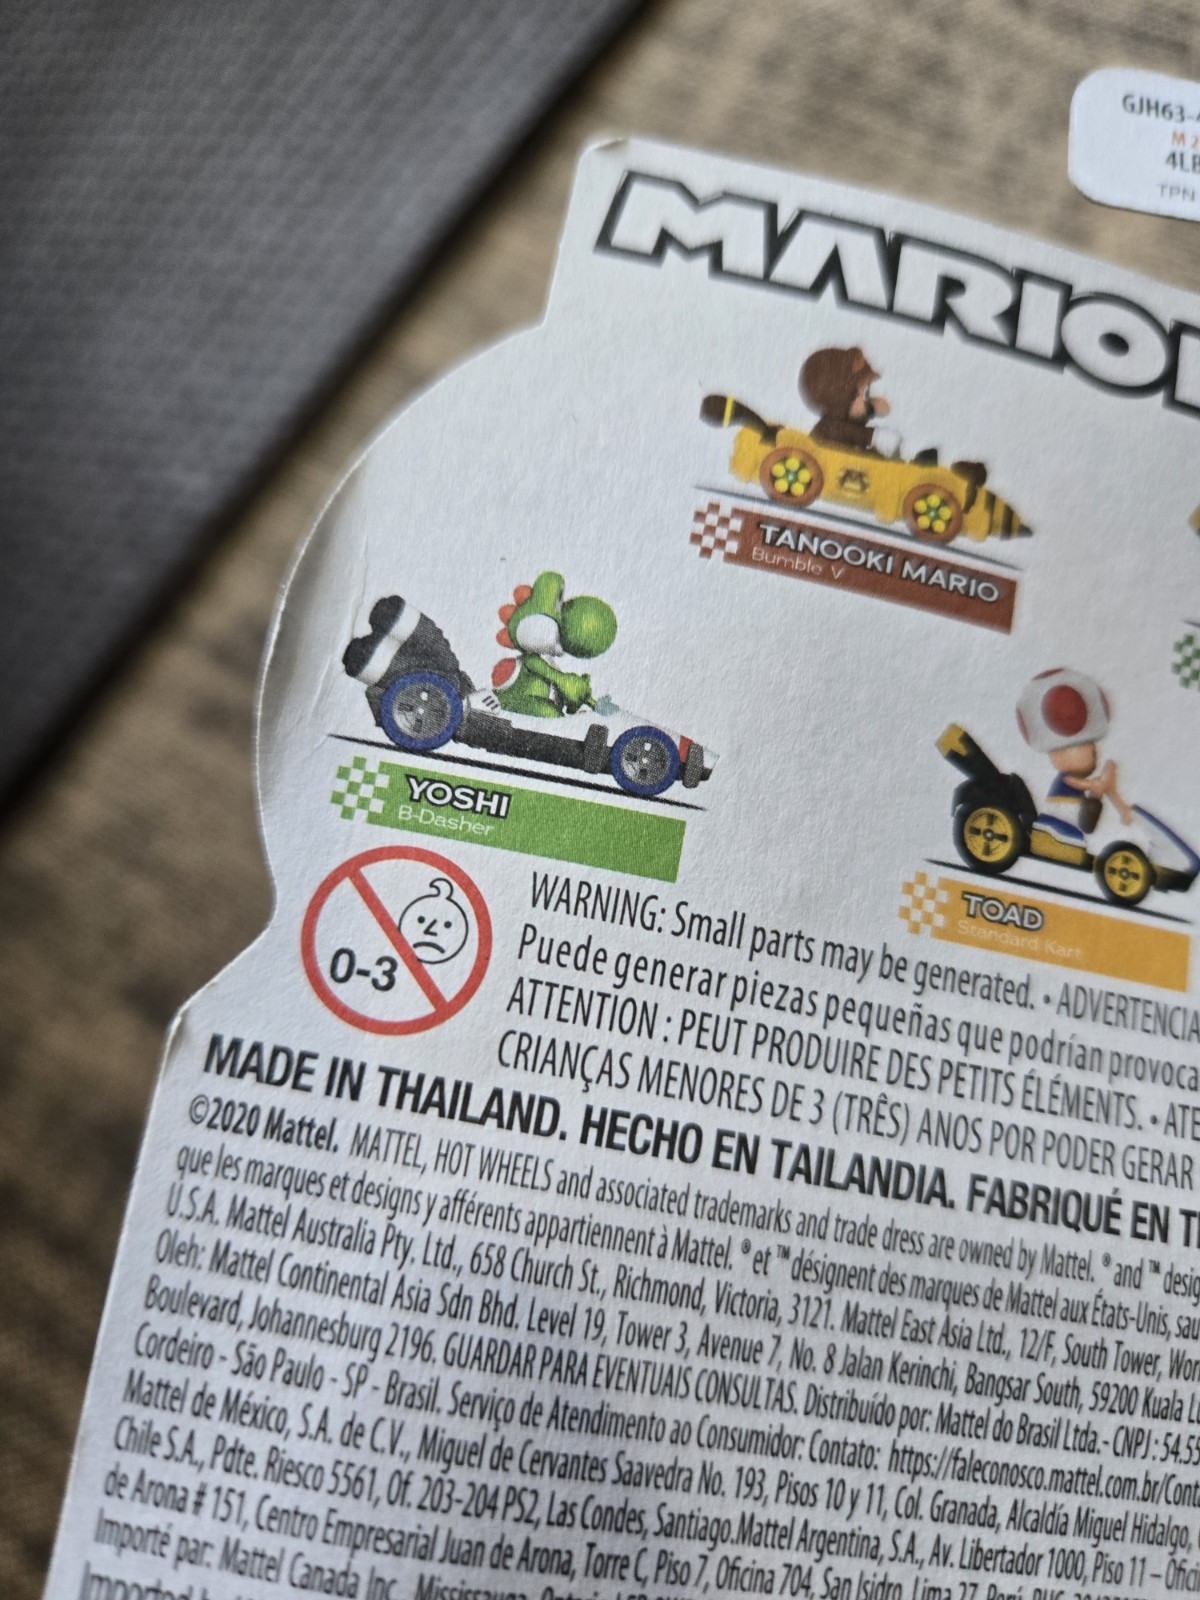 GJH63-4
M 2
4LB
TPN
MARIO
TANOOKI MARIO
Bumble V
YOSHI
B-Dasher
TOAD
Standard Kart
0-3
WARNING: Small parts may be generated. • ADVERTENCIA
Puede generar piezas pequeñas que podrían provoca
ATTENTION : PEUT PRODUIRE DES PETITS ÉLÉMENTS. • ATE
CRIANÇAS MENORES DE 3 (TRÊS) ANOS POR PODER GERAR
MADE IN THAILAND. HECHO EN TAILANDIA. FABRIQUÉ EN T
©2020 Mattel. MATTEL, HOT WHEELS and associated trademarks and trade dress are owned by Mattel. ® and ™ desig
que les marques et designs y afférents appartiennent à Mattel. ® et ™ désignent des marques de Mattel aux États-Unis, sau
U.S.A. Mattel Australia Pty. Ltd., 658 Church St., Richmond, Victoria, 3121. Mattel East Asia Ltd., 12/F, South Tower, Wor
Oleh: Mattel Continental Asia Sdn Bhd. Level 19, Tower 3, Avenue 7, No. 8 Jalan Kerinchi, Bangsar South, 59200 Kuala Lu
Boulevard, Johannesburg 2196. GUARDAR PARA EVENTUAIS CONSULTAS. Distribuído por: Mattel do Brasil Ltda.- CNPJ : 54.55
Cordeiro - São Paulo - SP - Brasil. Serviço de Atendimento ao Consumidor: Contato: https://faleconosco.mattel.com.br/Cont
Mattel de México, S.A. de C.V., Miguel de Cervantes Saavedra No. 193, Pisos 10 y 11, Col. Granada, Alcaldía Miguel Hidalgo,
Chile S.A., Pdte. Riesco 5561, Of. 203-204 PS2, Las Condes, Santiago.Mattel Argentina, S.A., Av. Libertador 1000, Piso 11 – Ofic
de Arona # 151, Centro Empresarial Juan de Arona, Torre C, Piso 7, Oficina 704, San Isidro, Lima 27, Perú.
Importé par: Mattel Canada Inc., Mississauga,
Imported